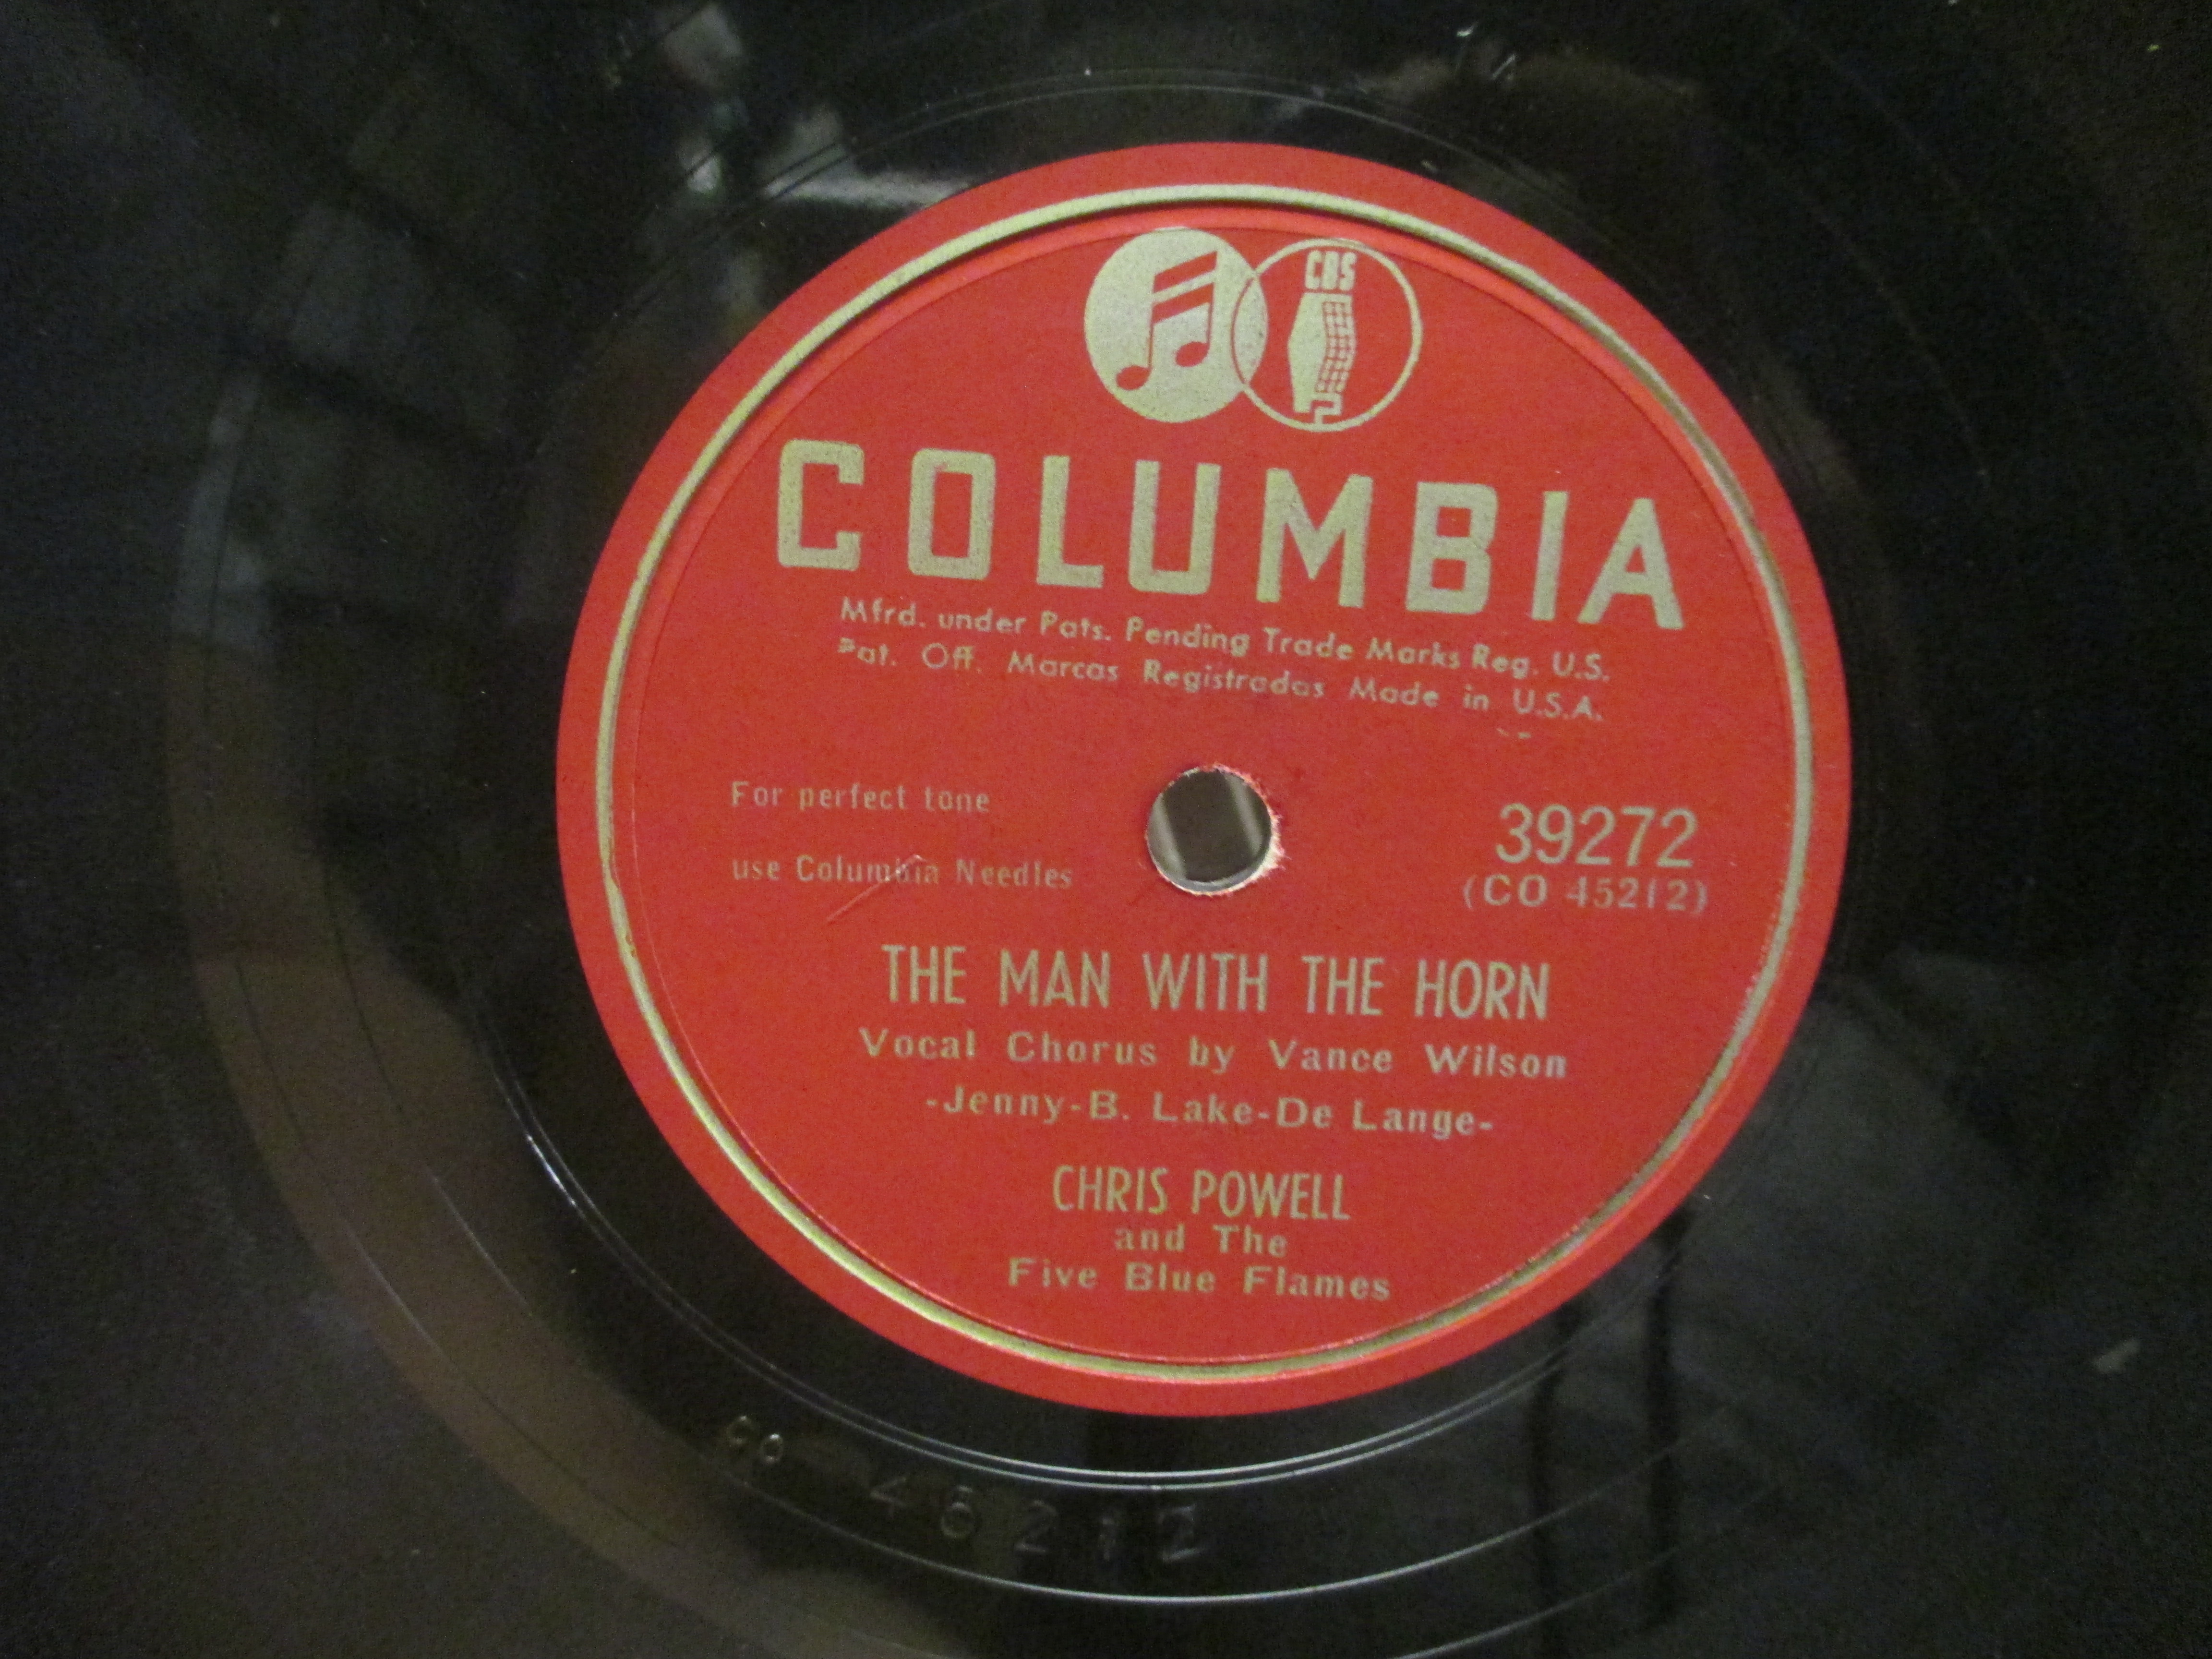 CBS
COLUMBIA
Mfrd. under Pats. Pending Trade Marks Reg. U.S.
Pat. Off. Marcas Registradas Made in U.S.A.
For perfect tone
use Columbia Needles
39272
(CO 45212)
THE MAN WITH THE HORN
Vocal Chorus by Vance Wilson
-Jenny-B. Lake-De Lange-
CHRIS POWELL
and The
Five Blue Flames
CO 45212